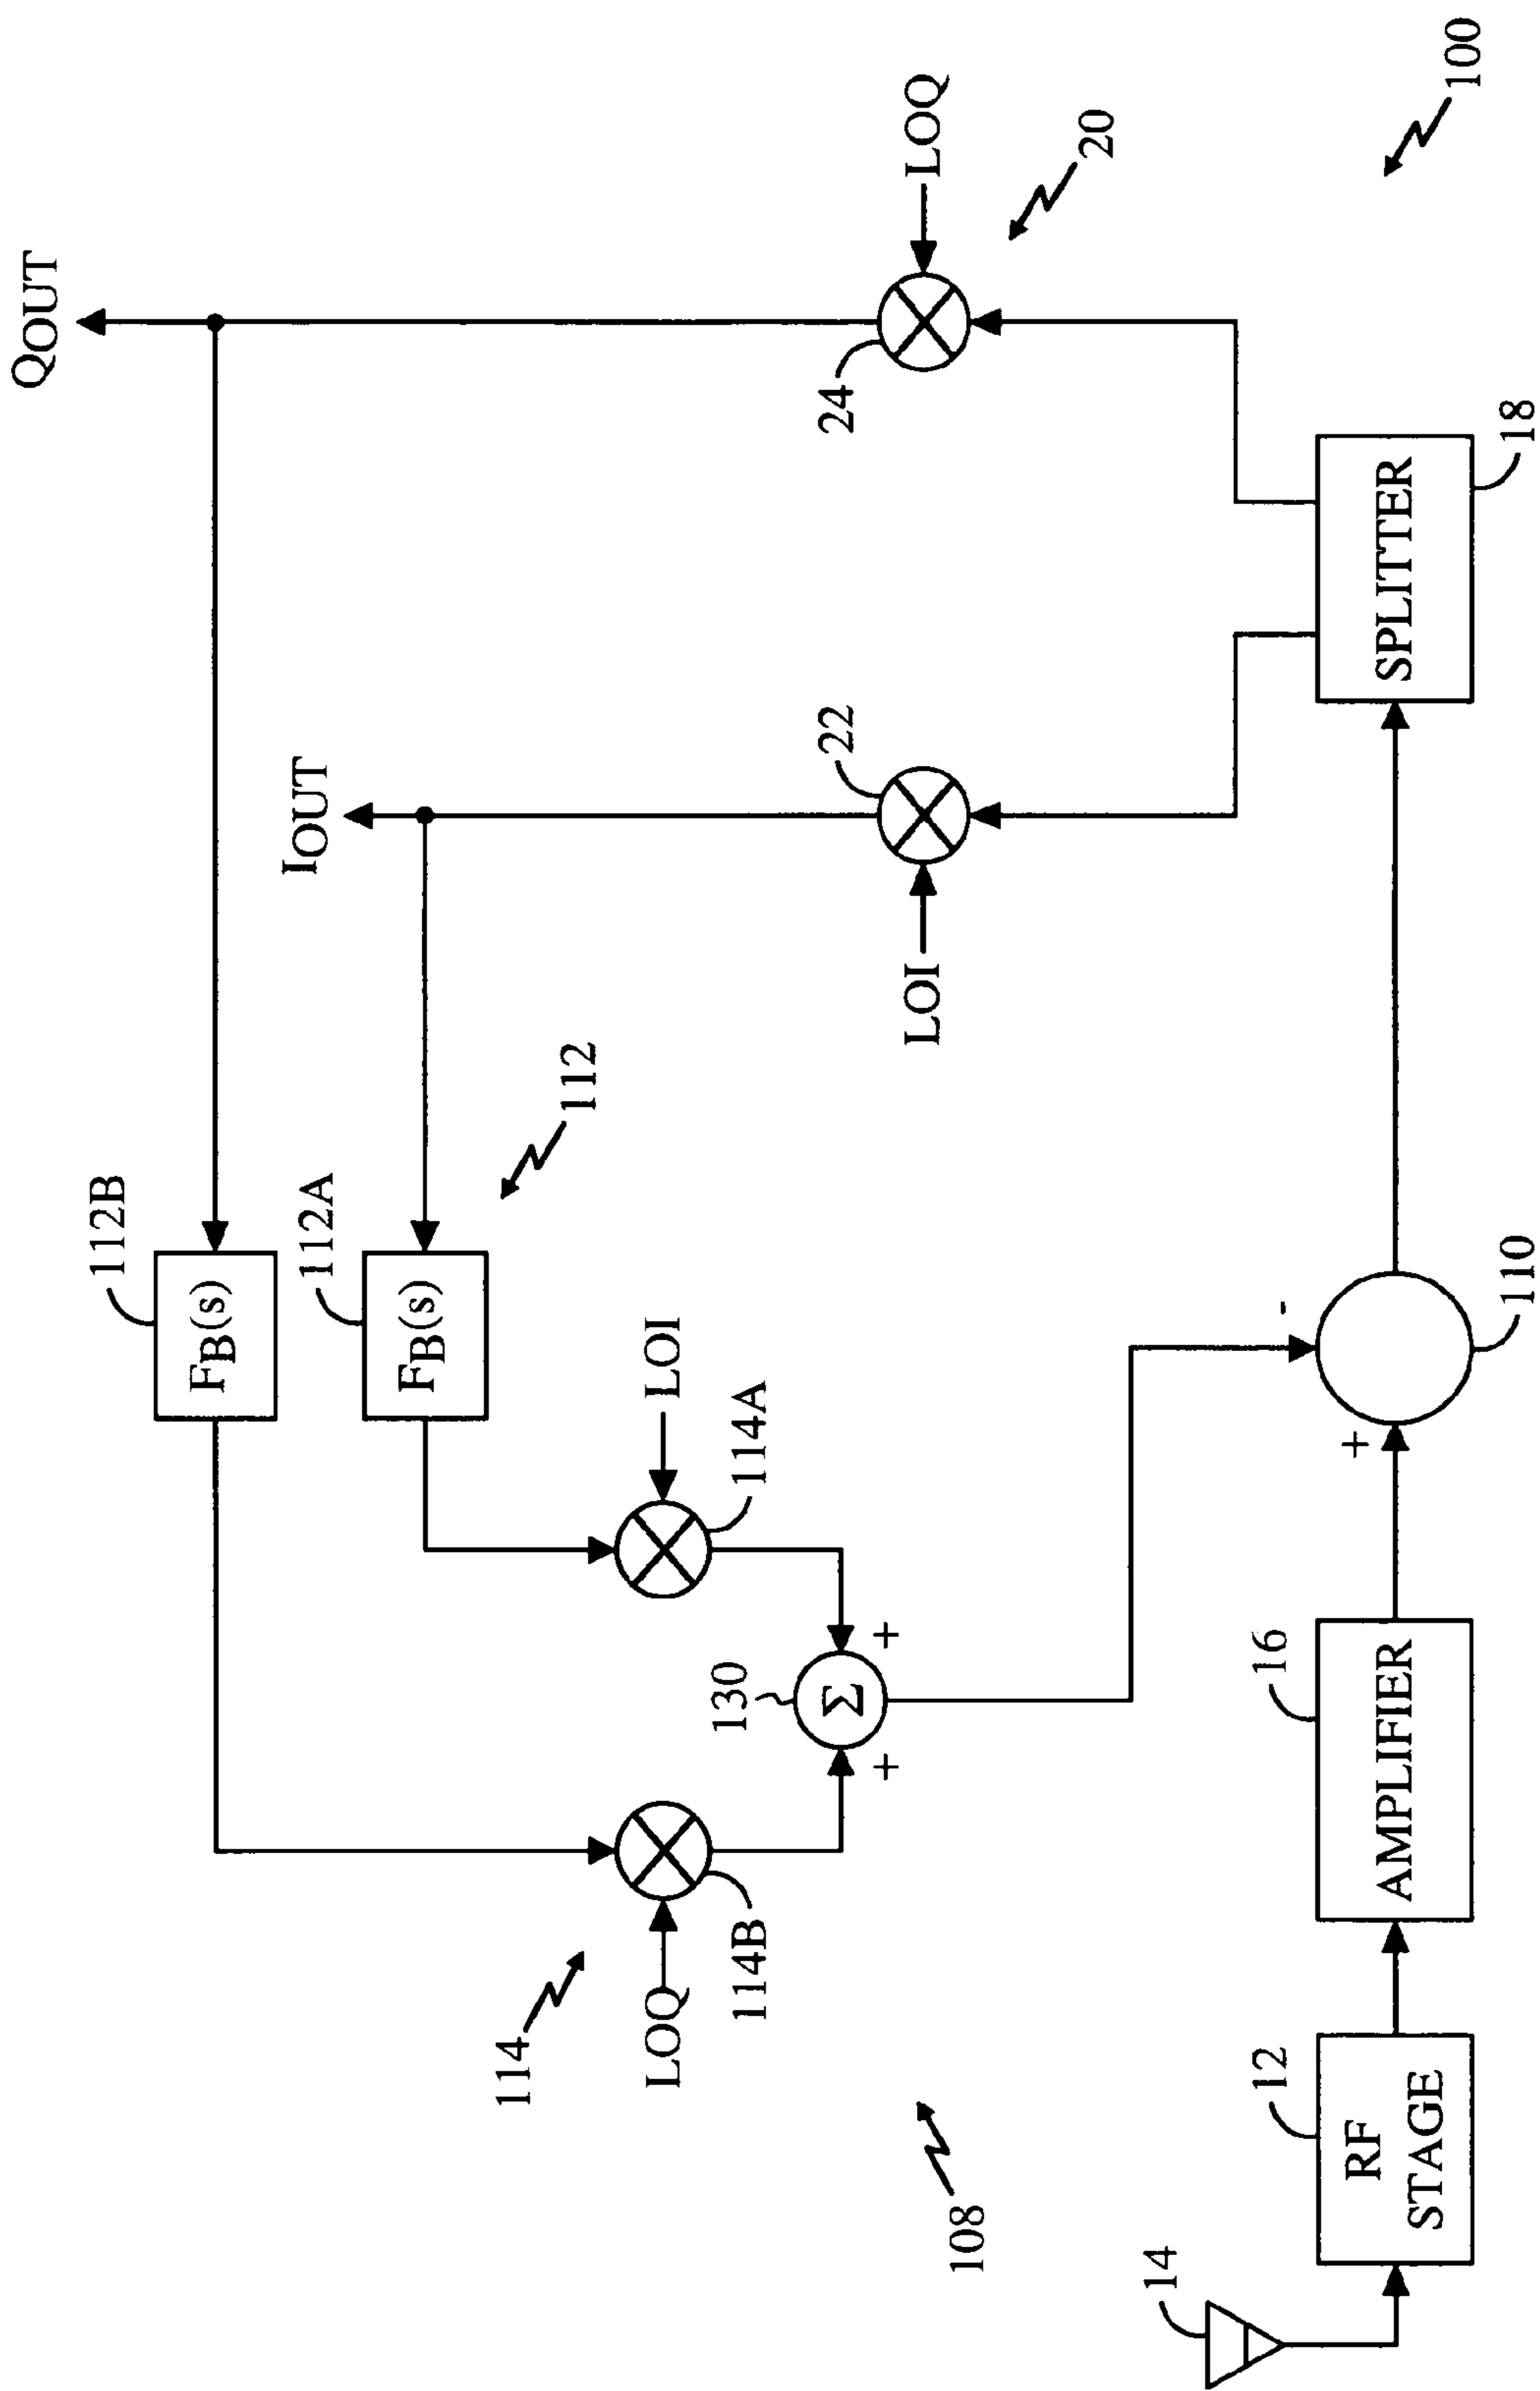 QOUT
112B
FB(s)
IOUT
112A
FB(s)
112
114
LOI
LOQ
114A
114B
130
Σ
+
+
22
24
LOI
LOQ
20
108
14
12
RF
STAGE
16
AMPLIFIER
+
-
110
SPLITTER
18
100